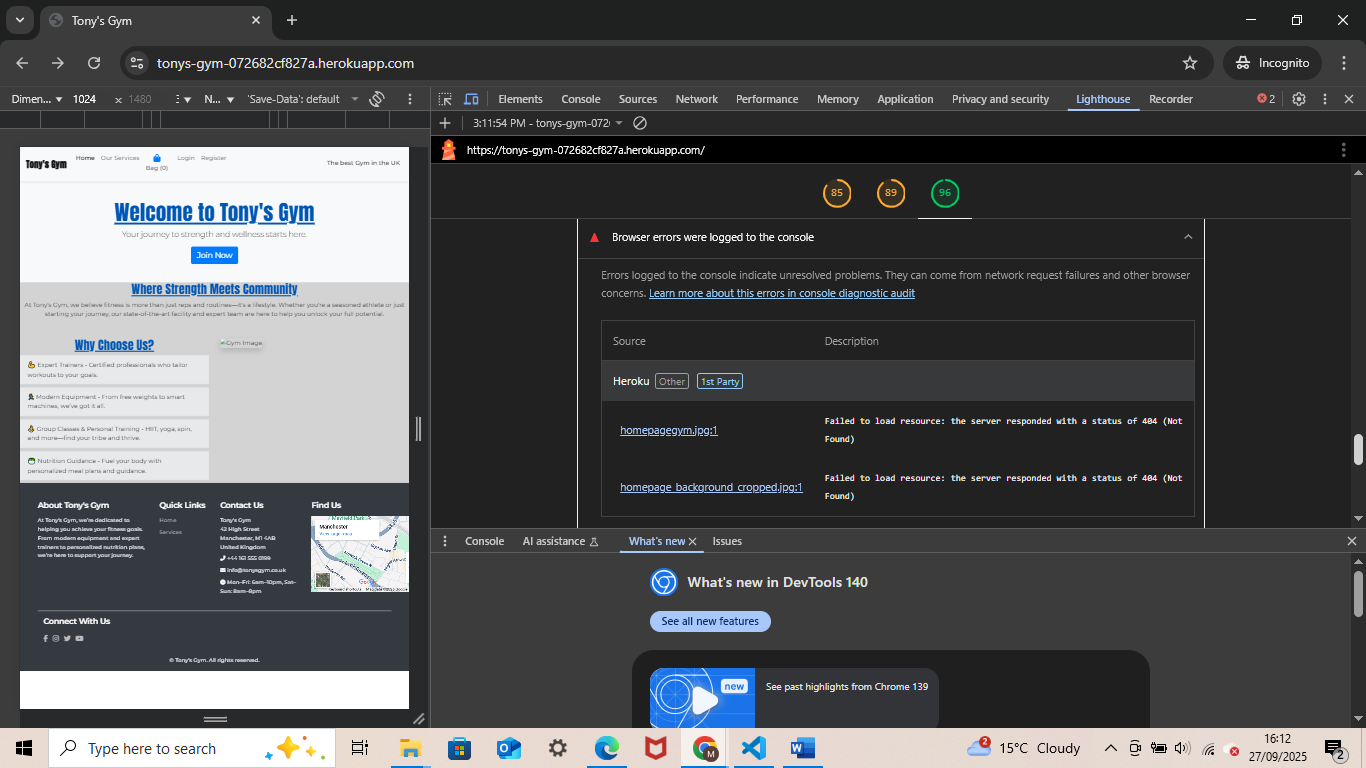 Tony's Gym
tonys-gym-072682cf827a.herokuapp.com
Incognito
Dimen...
1024
x
1480
N...
'Save-Data': default
Elements
Console
Sources
Network
Performance
Memory
Application
Privacy and security
Lighthouse
Recorder
2
3:11:54 PM - tonys-gym-072
https://tonys-gym-072682cf827a.herokuapp.com/
Tony's Gym
Home
Our Services
Bag (0)
Login
Register
The best Gym in the UK
Welcome to Tony's Gym
Your journey to strength and wellness starts here.
Join Now
Where Strength Meets Community
At Tony's Gym, we believe fitness is more than just reps and routines—it's a lifestyle. Whether you're a seasoned athlete or just
starting your journey, our state-of-the-art facility and expert team are here to help you unlock your full potential.
Why Choose Us?
💪 Expert Trainers - Certified professionals who tailor
workouts to your goals.
Modern Equipment - From free weights to smart
machines, we've got it all.
Group Classes & Personal Training - HIIT, yoga, spin,
and more—find your tribe and thrive.
Nutrition Guidance - Fuel your body with
personalized meal plans and guidance.
Gym Image
About Tony's Gym
At Tony's Gym, we're dedicated to
helping you achieve your fitness goals.
From modern equipment and expert
trainers to personalized nutrition plans,
we're here to support your journey.
Quick Links
Home
Services
Contact Us
Tony's Gym
42 High Street
Manchester, M1 4AB
United Kingdom
+44 161 555 0199
info@tonysgym.co.uk
Mon-Fri: 6am-10pm, Sat-
Sun: 8am-8pm
Find Us
Manchester
View larger map
Connect With Us
© Tony's Gym. All rights reserved.
85
89
96
Browser errors were logged to the console
Errors logged to the console indicate unresolved problems. They can come from network request failures and other browser
concerns. Learn more about this errors in console diagnostic audit
Source
Description
Heroku
Other
1st Party
homepagegym.jpg:1
Failed to load resource: the server responded with a status of 404 (Not
Found)
homepage_background_cropped.jpg:1
Failed to load resource: the server responded with a status of 404 (Not
Found)
Console
AI assistance
What's new
Issues
What's new in DevTools 140
See all new features
new
See past highlights from Chrome 139
Type here to search
M
2
15°C Cloudy
16:12
27/09/2025
2